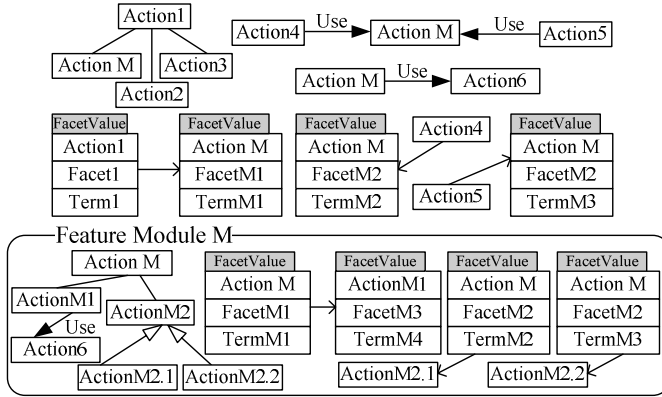 Action1
Action M
Action3
Action2
Action4
Use
Action M
Use
Action5
Action M
Use
Action6
FacetValue
Action1
Facet1
Term1
FacetValue
Action M
FacetM1
TermM1
FacetValue
Action M
FacetM2
TermM2
Action4
Action5
FacetValue
Action M
FacetM2
TermM3
Feature Module M
Action M
ActionM1
ActionM2
Use
Action6
ActionM2.1
ActionM2.2
FacetValue
Action M
FacetM1
TermM1
FacetValue
ActionM1
FacetM3
TermM4
FacetValue
Action M
FacetM2
TermM2
FacetValue
Action M
FacetM2
TermM3
ActionM2.1
ActionM2.2